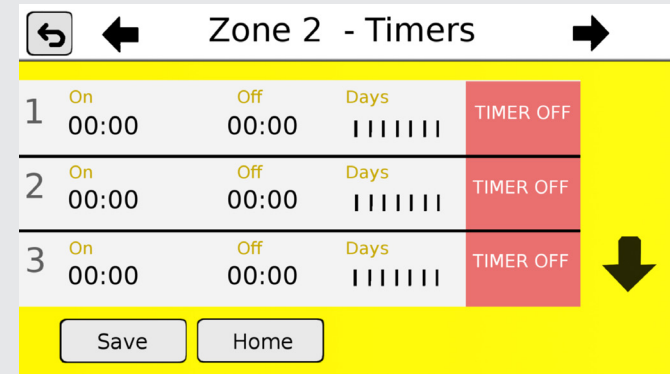 Zone 2 - Timers
1 On Off Days TIMER OFF
00:00 00:00 | | | | | | |
2 On Off Days TIMER OFF
00:00 00:00 | | | | | | |
3 On Off Days TIMER OFF
00:00 00:00 | | | | | | |
Save Home